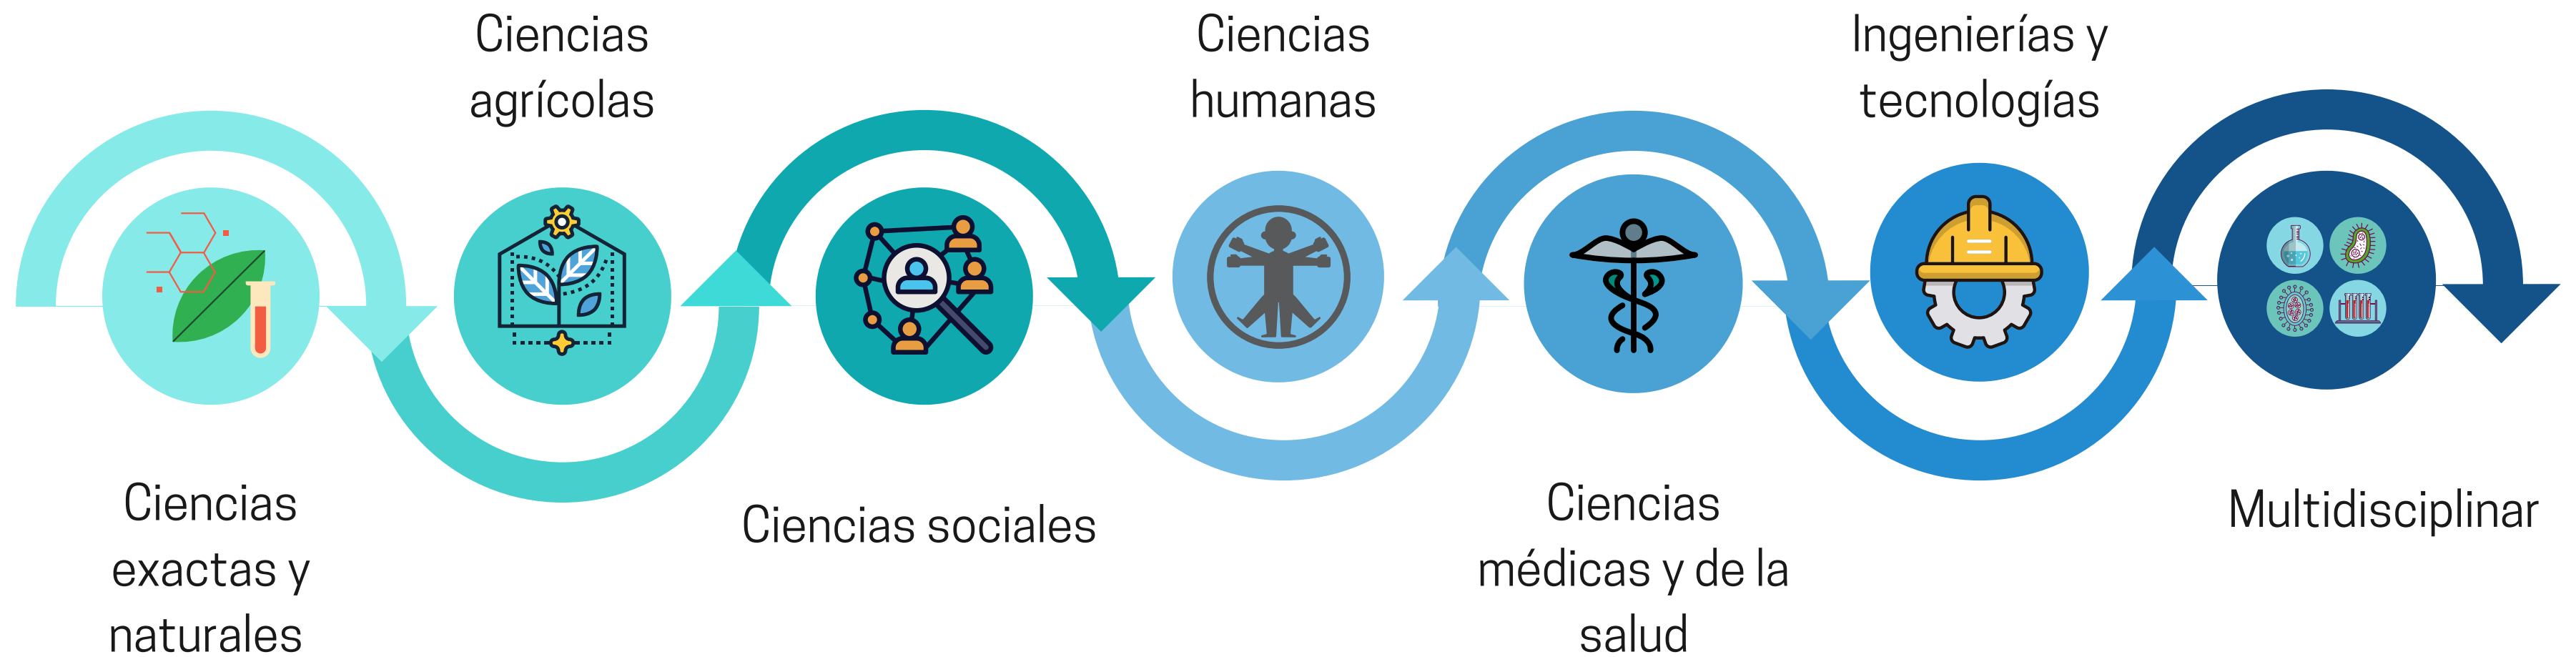 Ciencias
exactas y
naturales
Ciencias
agrícolas
Ciencias sociales
Ciencias
humanas
Ciencias
médicas y de la
salud
Ingenierías y
tecnologías
Multidisciplinar